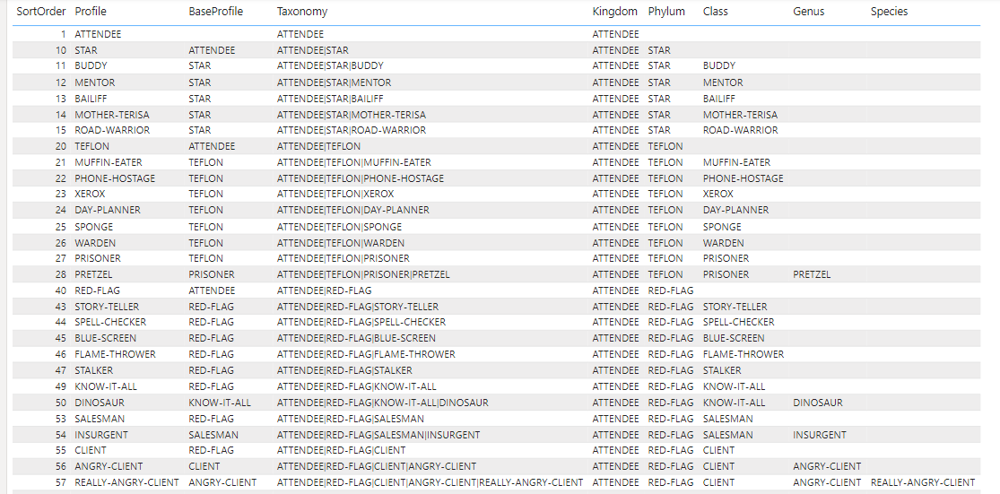 SortOrder Profile BaseProfile Taxonomy Kingdom Phylum Class Genus Species
1 ATTENDEE ATTENDEE ATTENDEE
10 STAR ATTENDEE ATTENDEE|STAR ATTENDEE STAR
11 BUDDY STAR ATTENDEE|STAR|BUDDY ATTENDEE STAR BUDDY
12 MENTOR STAR ATTENDEE|STAR|MENTOR ATTENDEE STAR MENTOR
13 BAILIFF STAR ATTENDEE|STAR|BAILIFF ATTENDEE STAR BAILIFF
14 MOTHER-TERISA STAR ATTENDEE|STAR|MOTHER-TERISA ATTENDEE STAR MOTHER-TERISA
15 ROAD-WARRIOR STAR ATTENDEE|STAR|ROAD-WARRIOR ATTENDEE STAR ROAD-WARRIOR
20 TEFLON ATTENDEE ATTENDEE|TEFLON ATTENDEE TEFLON
21 MUFFIN-EATER TEFLON ATTENDEE|TEFLON|MUFFIN-EATER ATTENDEE TEFLON MUFFIN-EATER
22 PHONE-HOSTAGE TEFLON ATTENDEE|TEFLON|PHONE-HOSTAGE ATTENDEE TEFLON PHONE-HOSTAGE
23 XEROX TEFLON ATTENDEE|TEFLON|XEROX ATTENDEE TEFLON XEROX
24 DAY-PLANNER TEFLON ATTENDEE|TEFLON|DAY-PLANNER ATTENDEE TEFLON DAY-PLANNER
25 SPONGE TEFLON ATTENDEE|TEFLON|SPONGE ATTENDEE TEFLON SPONGE
26 WARDEN TEFLON ATTENDEE|TEFLON|WARDEN ATTENDEE TEFLON WARDEN
27 PRISONER TEFLON ATTENDEE|TEFLON|PRISONER ATTENDEE TEFLON PRISONER
28 PRETZEL PRISONER ATTENDEE|TEFLON|PRISONER|PRETZEL ATTENDEE TEFLON PRISONER PRETZEL
40 RED-FLAG ATTENDEE ATTENDEE|RED-FLAG ATTENDEE RED-FLAG
43 STORY-TELLER RED-FLAG ATTENDEE|RED-FLAG|STORY-TELLER ATTENDEE RED-FLAG STORY-TELLER
44 SPELL-CHECKER RED-FLAG ATTENDEE|RED-FLAG|SPELL-CHECKER ATTENDEE RED-FLAG SPELL-CHECKER
45 BLUE-SCREEN RED-FLAG ATTENDEE|RED-FLAG|BLUE-SCREEN ATTENDEE RED-FLAG BLUE-SCREEN
46 FLAME-THROWER RED-FLAG ATTENDEE|RED-FLAG|FLAME-THROWER ATTENDEE RED-FLAG FLAME-THROWER
47 STALKER RED-FLAG ATTENDEE|RED-FLAG|STALKER ATTENDEE RED-FLAG STALKER
49 KNOW-IT-ALL RED-FLAG ATTENDEE|RED-FLAG|KNOW-IT-ALL ATTENDEE RED-FLAG KNOW-IT-ALL
50 DINOSAUR KNOW-IT-ALL ATTENDEE|RED-FLAG|KNOW-IT-ALL|DINOSAUR ATTENDEE RED-FLAG KNOW-IT-ALL DINOSAUR
53 SALESMAN RED-FLAG ATTENDEE|RED-FLAG|SALESMAN ATTENDEE RED-FLAG SALESMAN
54 INSURGENT SALESMAN ATTENDEE|RED-FLAG|SALESMAN|INSURGENT ATTENDEE RED-FLAG SALESMAN INSURGENT
55 CLIENT RED-FLAG ATTENDEE|RED-FLAG|CLIENT ATTENDEE RED-FLAG CLIENT
56 ANGRY-CLIENT CLIENT ATTENDEE|RED-FLAG|CLIENT|ANGRY-CLIENT ATTENDEE RED-FLAG CLIENT ANGRY-CLIENT
57 REALLY-ANGRY-CLIENT ANGRY-CLIENT ATTENDEE|RED-FLAG|CLIENT|ANGRY-CLIENT|REALLY-ANGRY-CLIENT ATTENDEE RED-FLAG CLIENT ANGRY-CLIENT REALLY-ANGRY-CLIENT